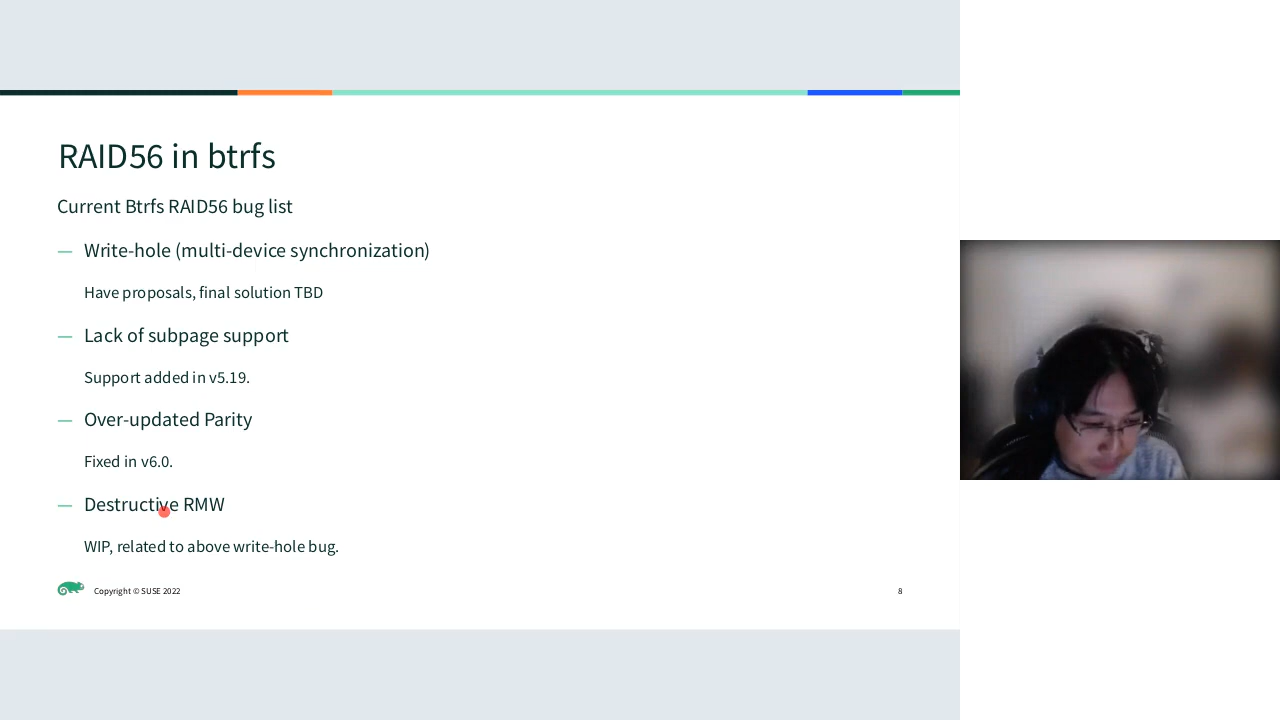 RAID56 in btrfs
Current Btrfs RAID56 bug list
— Write-hole (multi-device synchronization)
Have proposals, final solution TBD
— Lack of subpage support
Support added in v5.19.
— Over-updated Parity
Fixed in v6.0.
— Destructive RMW
WIP, related to above write-hole bug.
Copyright © SUSE 2022
8